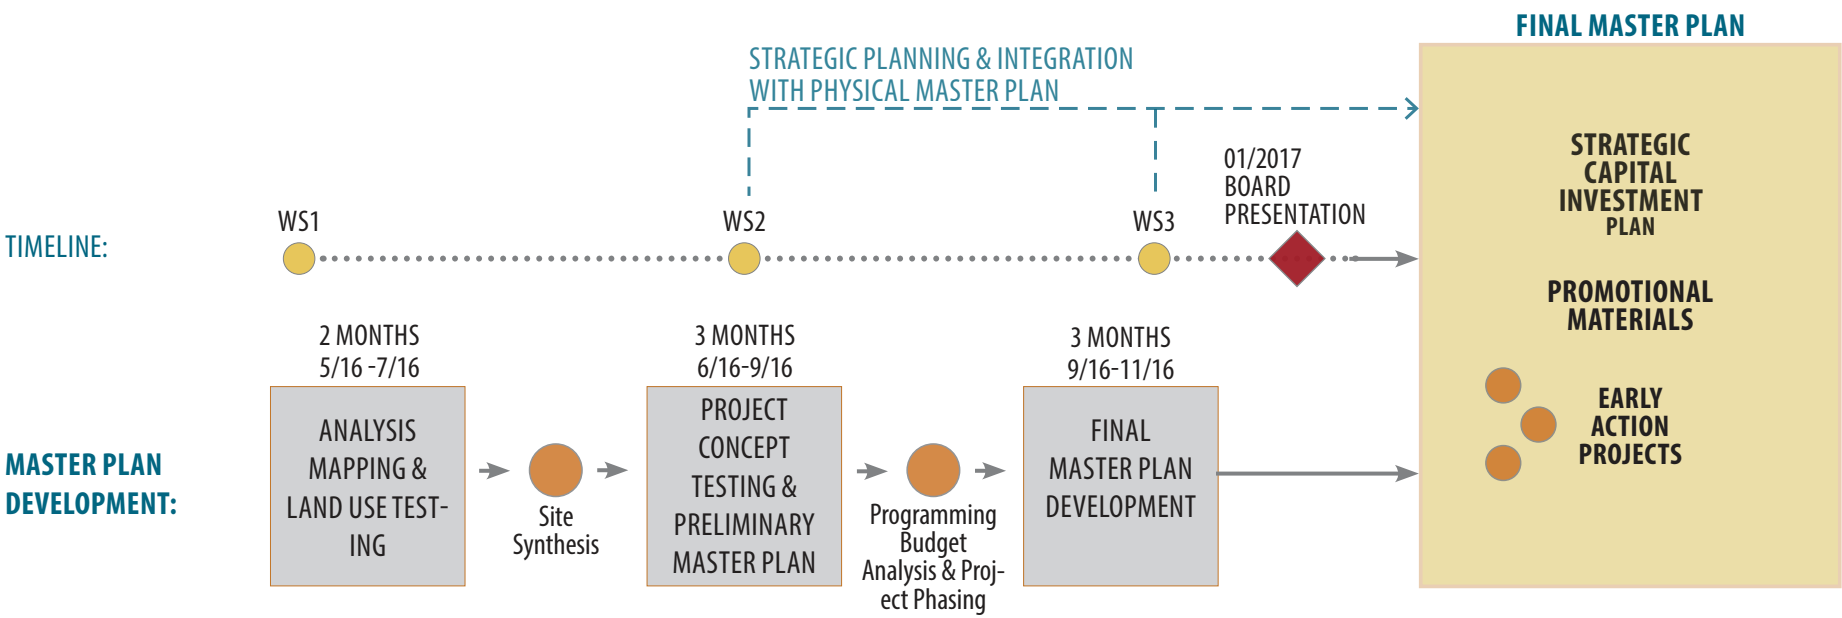 FINAL MASTER PLAN
STRATEGIC PLANNING & INTEGRATION
WITH PHYSICAL MASTER PLAN
01/2017
BOARD
PRESENTATION
STRATEGIC
CAPITAL
INVESTMENT
PLAN
PROMOTIONAL
MATERIALS
EARLY
ACTION
PROJECTS
TIMELINE:
WS1
WS2
WS3
2 MONTHS
5/16 -7/16
3 MONTHS
6/16-9/16
3 MONTHS
9/16-11/16
MASTER PLAN
DEVELOPMENT:
ANALYSIS
MAPPING &
LAND USE TEST-
ING
Site
Synthesis
PROJECT
CONCEPT
TESTING &
PRELIMINARY
MASTER PLAN
Programming
Budget
Analysis & Proj-
ect Phasing
FINAL
MASTER PLAN
DEVELOPMENT